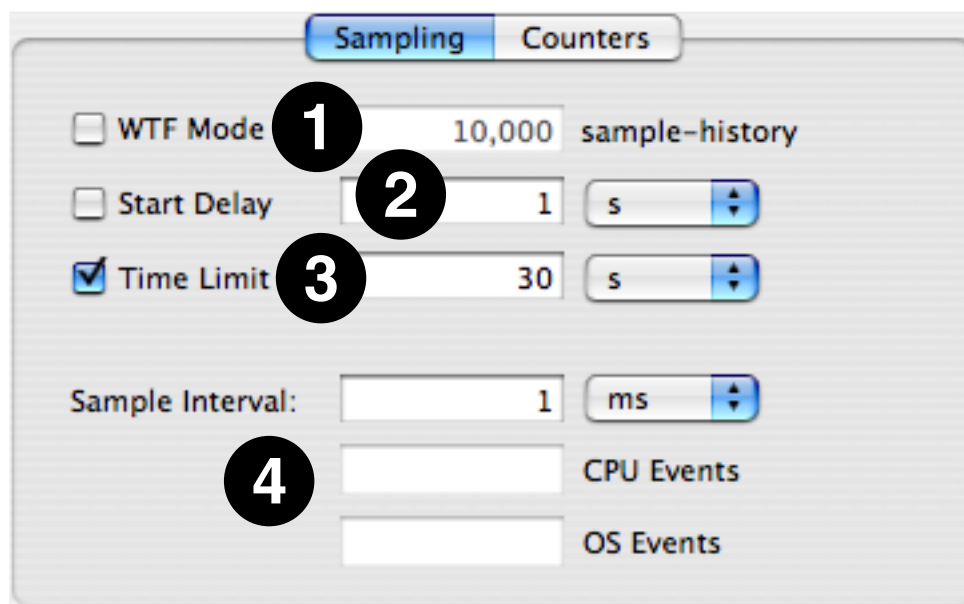 Sampling Counters
WTF Mode 1 10,000 sample-history
Start Delay 2 1 s
Time Limit 3 30 s
Sample Interval: 1 ms
4 CPU Events
OS Events